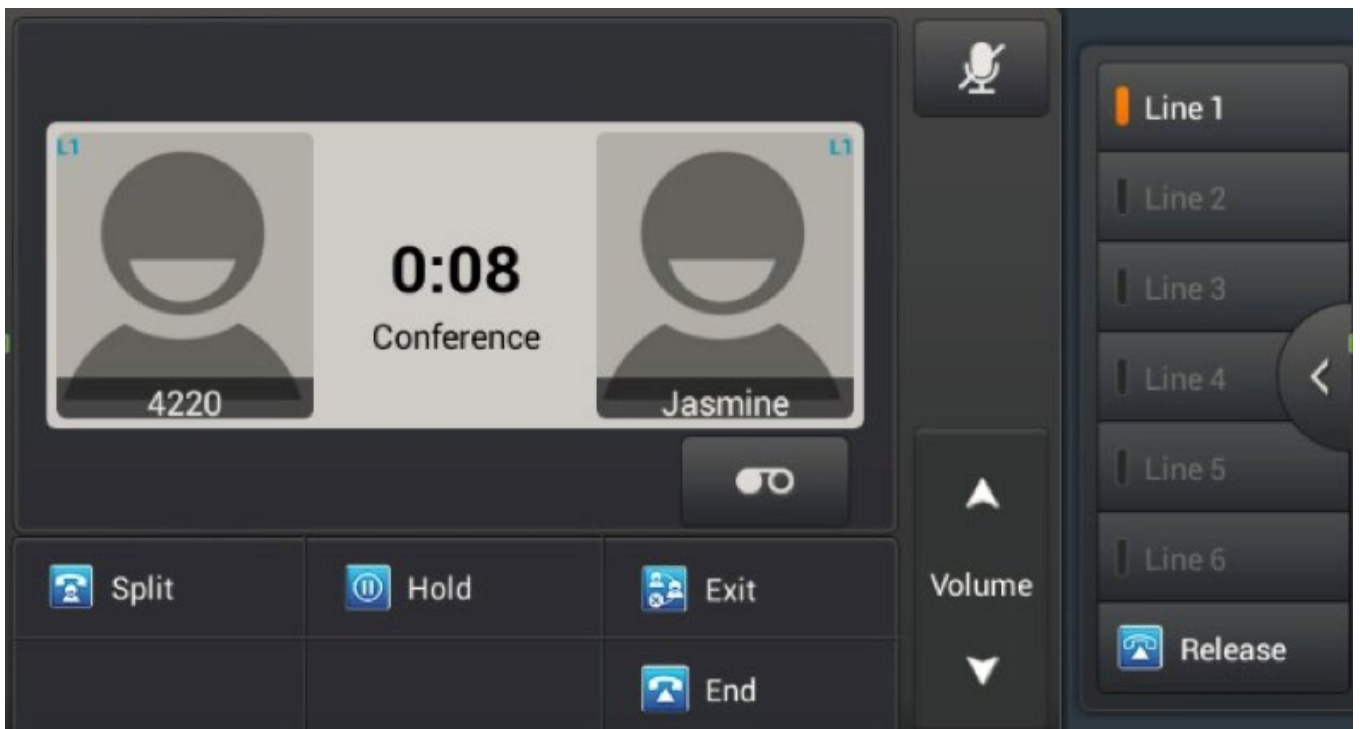 L1
L1
0:08
Conference
4220
Jasmine
Split
Hold
Exit
End
Volume
Line 1
Line 2
Line 3
Line 4
Line 5
Line 6
Release